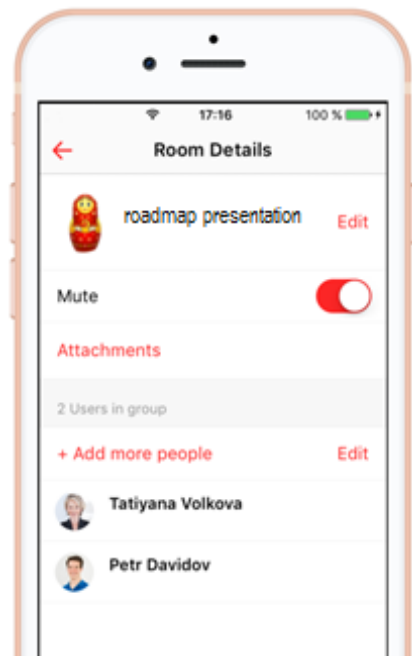 17:16 100 %
Room Details
roadmap presentation Edit
Mute
Attachments
2 Users in group
+ Add more people Edit
Tatiyana Volkova
Petr Davidov